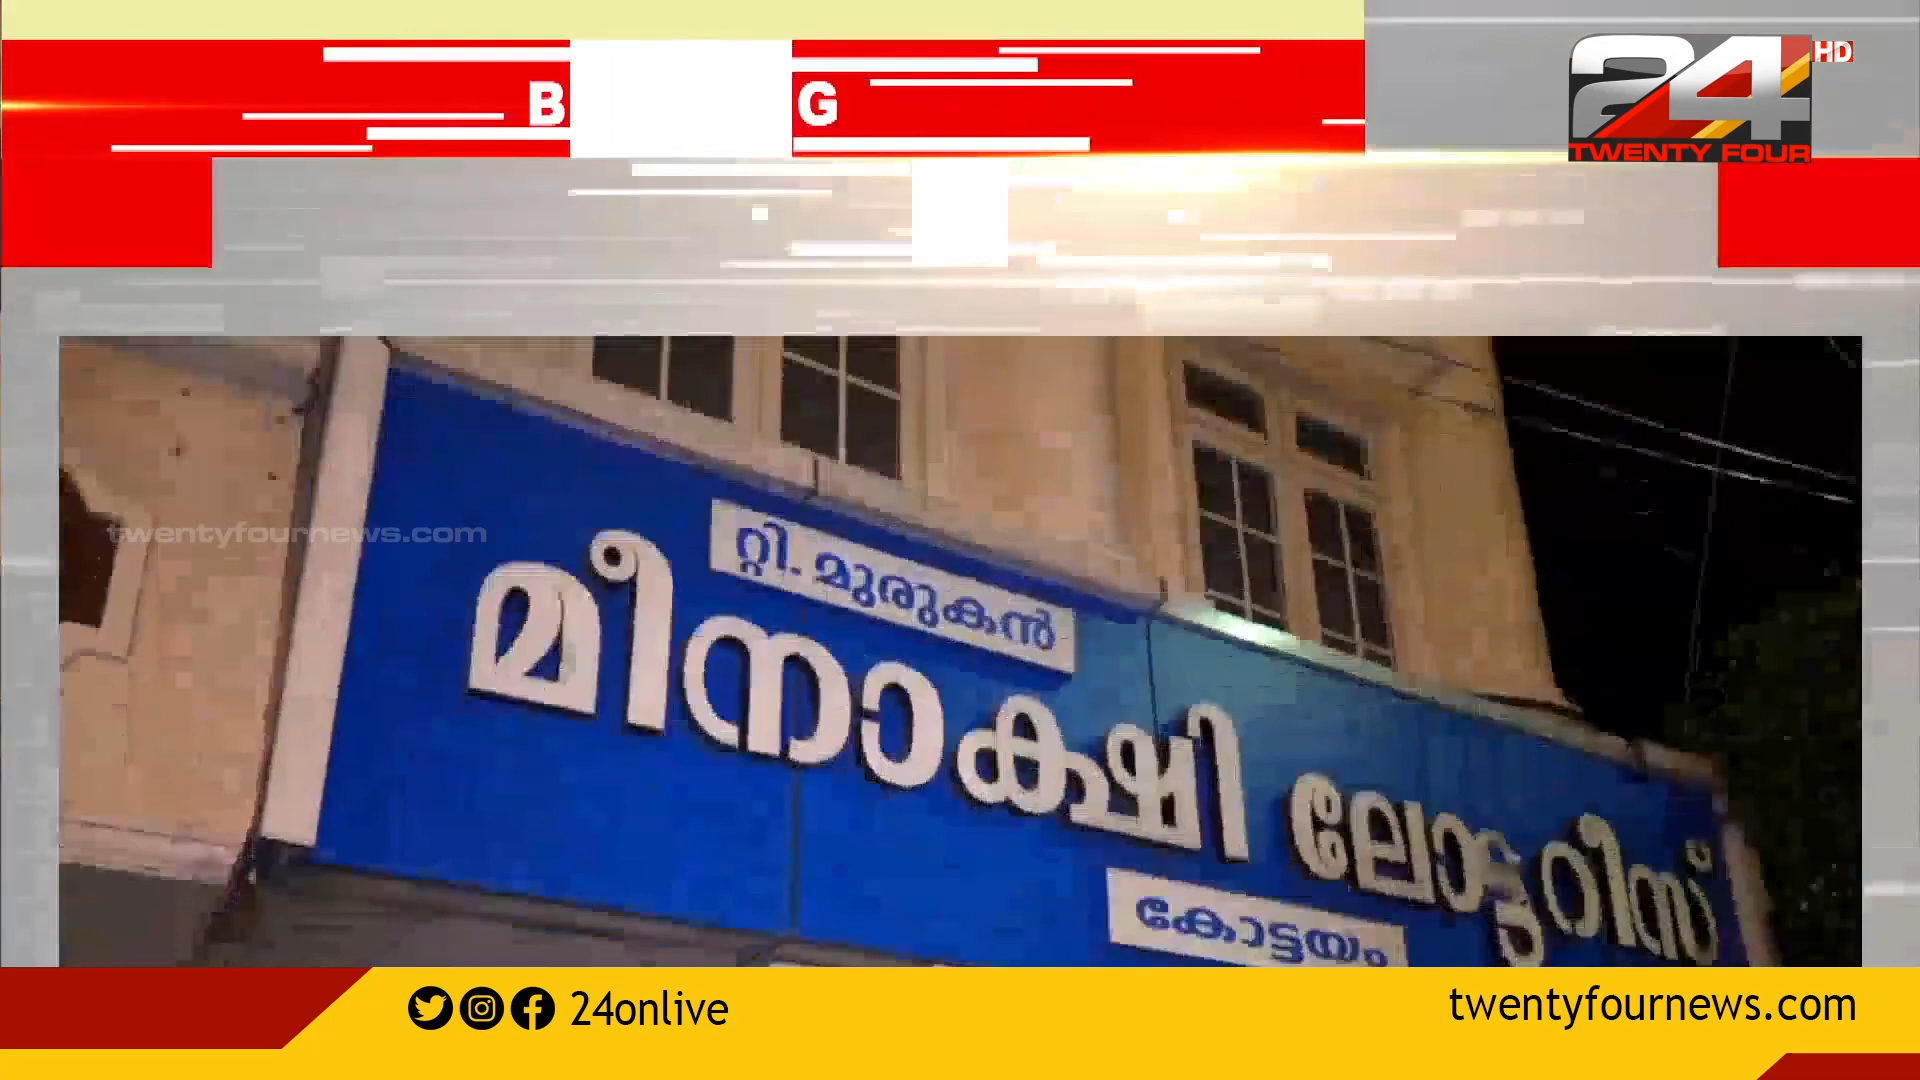 B G
24 HD
TWENTY FOUR
twentyfournews.com
റ്റി. മുരുകൻ
മീനാക്ഷി ലോട്ടറീസ്
കോട്ടയം
24onlive
twentyfournews.com